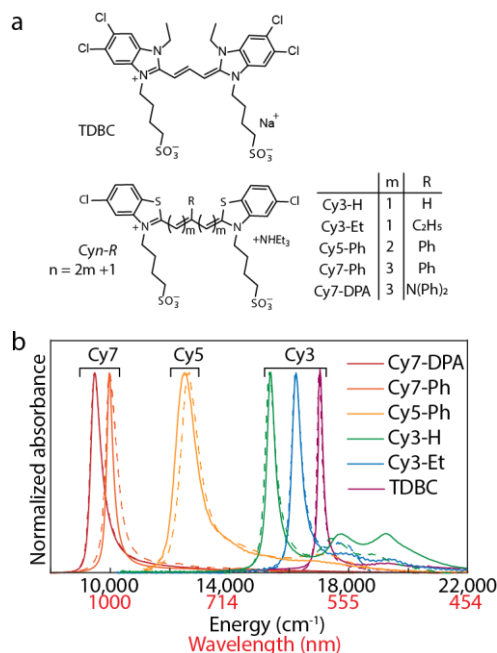 a
Cl
Cl
N
N
N
+
N
Cl
Cl
TDBC
SO₃⁻
Na⁺
SO₃⁻
Cl
S
R
S
Cl
N
+
( )m
( )m
N
+NHEt₃
Cyn-R
n = 2m +1
SO₃⁻
SO₃⁻
m R
Cy3-H 1 H
Cy3-Et 1 C₂H₅
Cy5-Ph 2 Ph
Cy7-Ph 3 Ph
Cy7-DPA 3 N(Ph)₂
b
Cy7 Cy5 Cy3
Cy7-DPA
Cy7-Ph
Cy5-Ph
Cy3-H
Cy3-Et
TDBC
Normalized absorbance
10,000 14,000 18,000 22,000
1000 714 555 454
Energy (cm⁻¹)
Wavelength (nm)